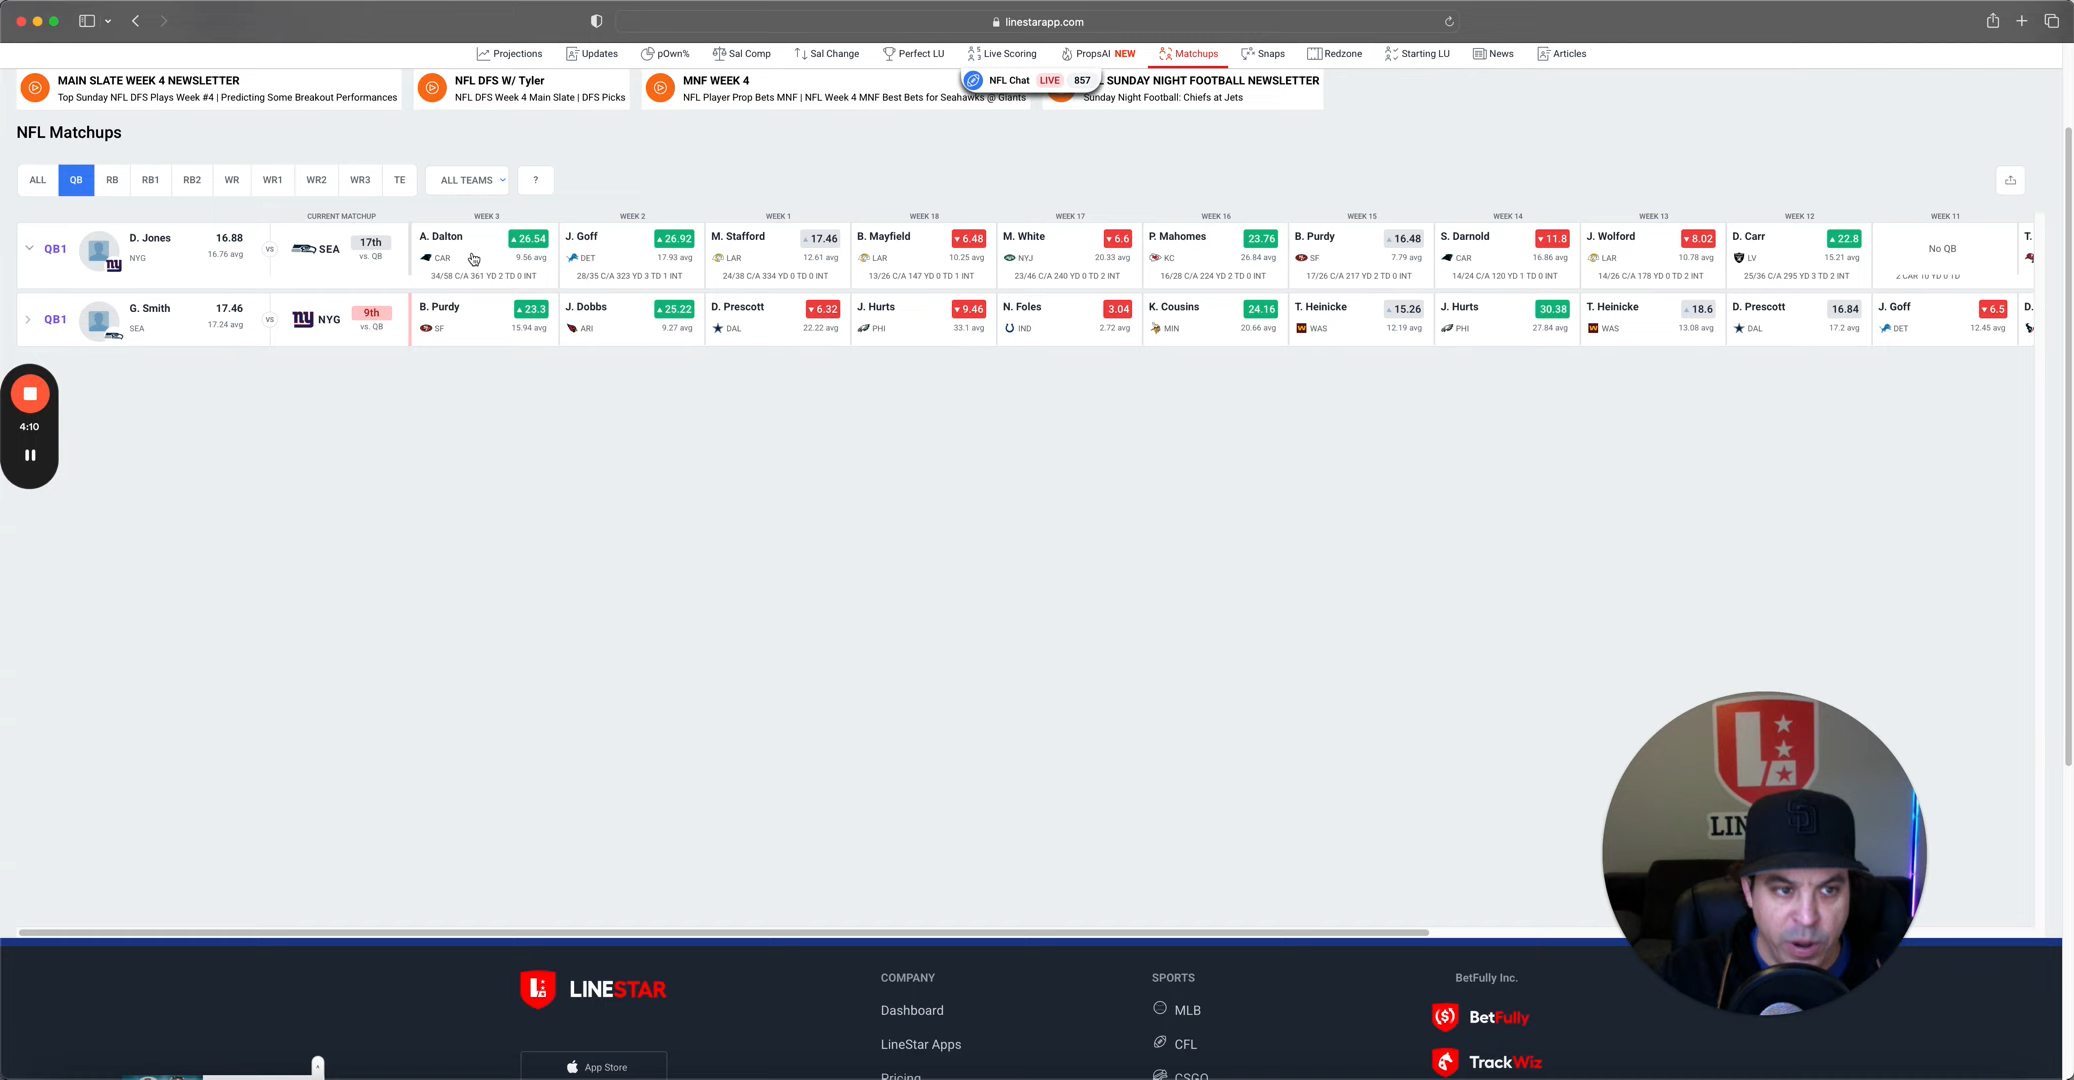 linestarapp.com
Projections Updates pOwn% Sal Comp Sal Change Perfect LU Live Scoring PropsAI NEW Matchups Snaps Redzone Starting LU News Articles
MAIN SLATE WEEK 4 NEWSLETTER
Top Sunday NFL DFS Plays Week #4 | Predicting Some Breakout Performances
NFL DFS W/ Tyler
NFL DFS Week 4 Main Slate | DFS Picks
MNF WEEK 4
NFL Player Prop Bets MNF | NFL Week 4 MNF Best Bets for Seahawks @ Giants
NFL Chat LIVE 857
SUNDAY NIGHT FOOTBALL NEWSLETTER
Sunday Night Football: Chiefs at Jets
NFL Matchups
ALL QB RB RB1 RB2 WR WR1 WR2 WR3 TE ALL TEAMS ?
CURRENT MATCHUP WEEK 3 WEEK 2 WEEK 1 WEEK 18 WEEK 17 WEEK 16 WEEK 15 WEEK 14 WEEK 13 WEEK 12 WEEK 11
D. Jones 16.88 A. Dalton 26.54 J. Goff 26.92 M. Stafford 17.46 B. Mayfield 6.48 M. White 6.6 P. Mahomes 23.76 B. Purdy 16.48 S. Darnold 11.8 J. Wolford 8.02 D. Carr 22.8 T.
QB1 vs SEA 17th No QB
NYG 16.76 avg vs. QB CAR 9.56 avg DET 17.93 avg LAR 12.61 avg LAR 10.25 avg NYJ 20.33 avg KC 26.84 avg SF 7.79 avg CAR 16.86 avg LAR 10.78 avg LV 15.21 avg
34/58 C/A 361 YD 2 TD 0 INT 28/35 C/A 323 YD 3 TD 1 INT 24/38 C/A 334 YD 0 TD 0 INT 13/26 C/A 147 YD 0 TD 1 INT 23/46 C/A 240 YD 0 TD 2 INT 16/28 C/A 224 YD 2 TD 0 INT 17/26 C/A 217 YD 2 TD 0 INT 14/24 C/A 120 YD 1 TD 0 INT 14/26 C/A 178 YD 0 TD 2 INT 25/36 C/A 295 YD 3 TD 2 INT 2 CAR 10 YD 0 TD
G. Smith 17.46 B. Purdy 23.3 J. Dobbs 25.22 D. Prescott 6.32 J. Hurts 9.46 N. Foles 3.04 K. Cousins 24.16 T. Heinicke 15.26 J. Hurts 30.38 T. Heinicke 18.6 D. Prescott 16.84 J. Goff 6.5 D.
QB1 vs NYG 9th
SEA 17.24 avg vs. QB SF 15.94 avg ARI 9.27 avg DAL 22.22 avg PHI 33.1 avg IND 2.72 avg MIN 20.66 avg WAS 12.19 avg PHI 27.84 avg WAS 13.08 avg DAL 17.2 avg DET 12.45 avg
4:10
LIN
LINESTAR
App Store
COMPANY
Dashboard
LineStar Apps
Pricing
SPORTS
MLB
CFL
CSGO
BetFully Inc.
BetFully
TrackWiz